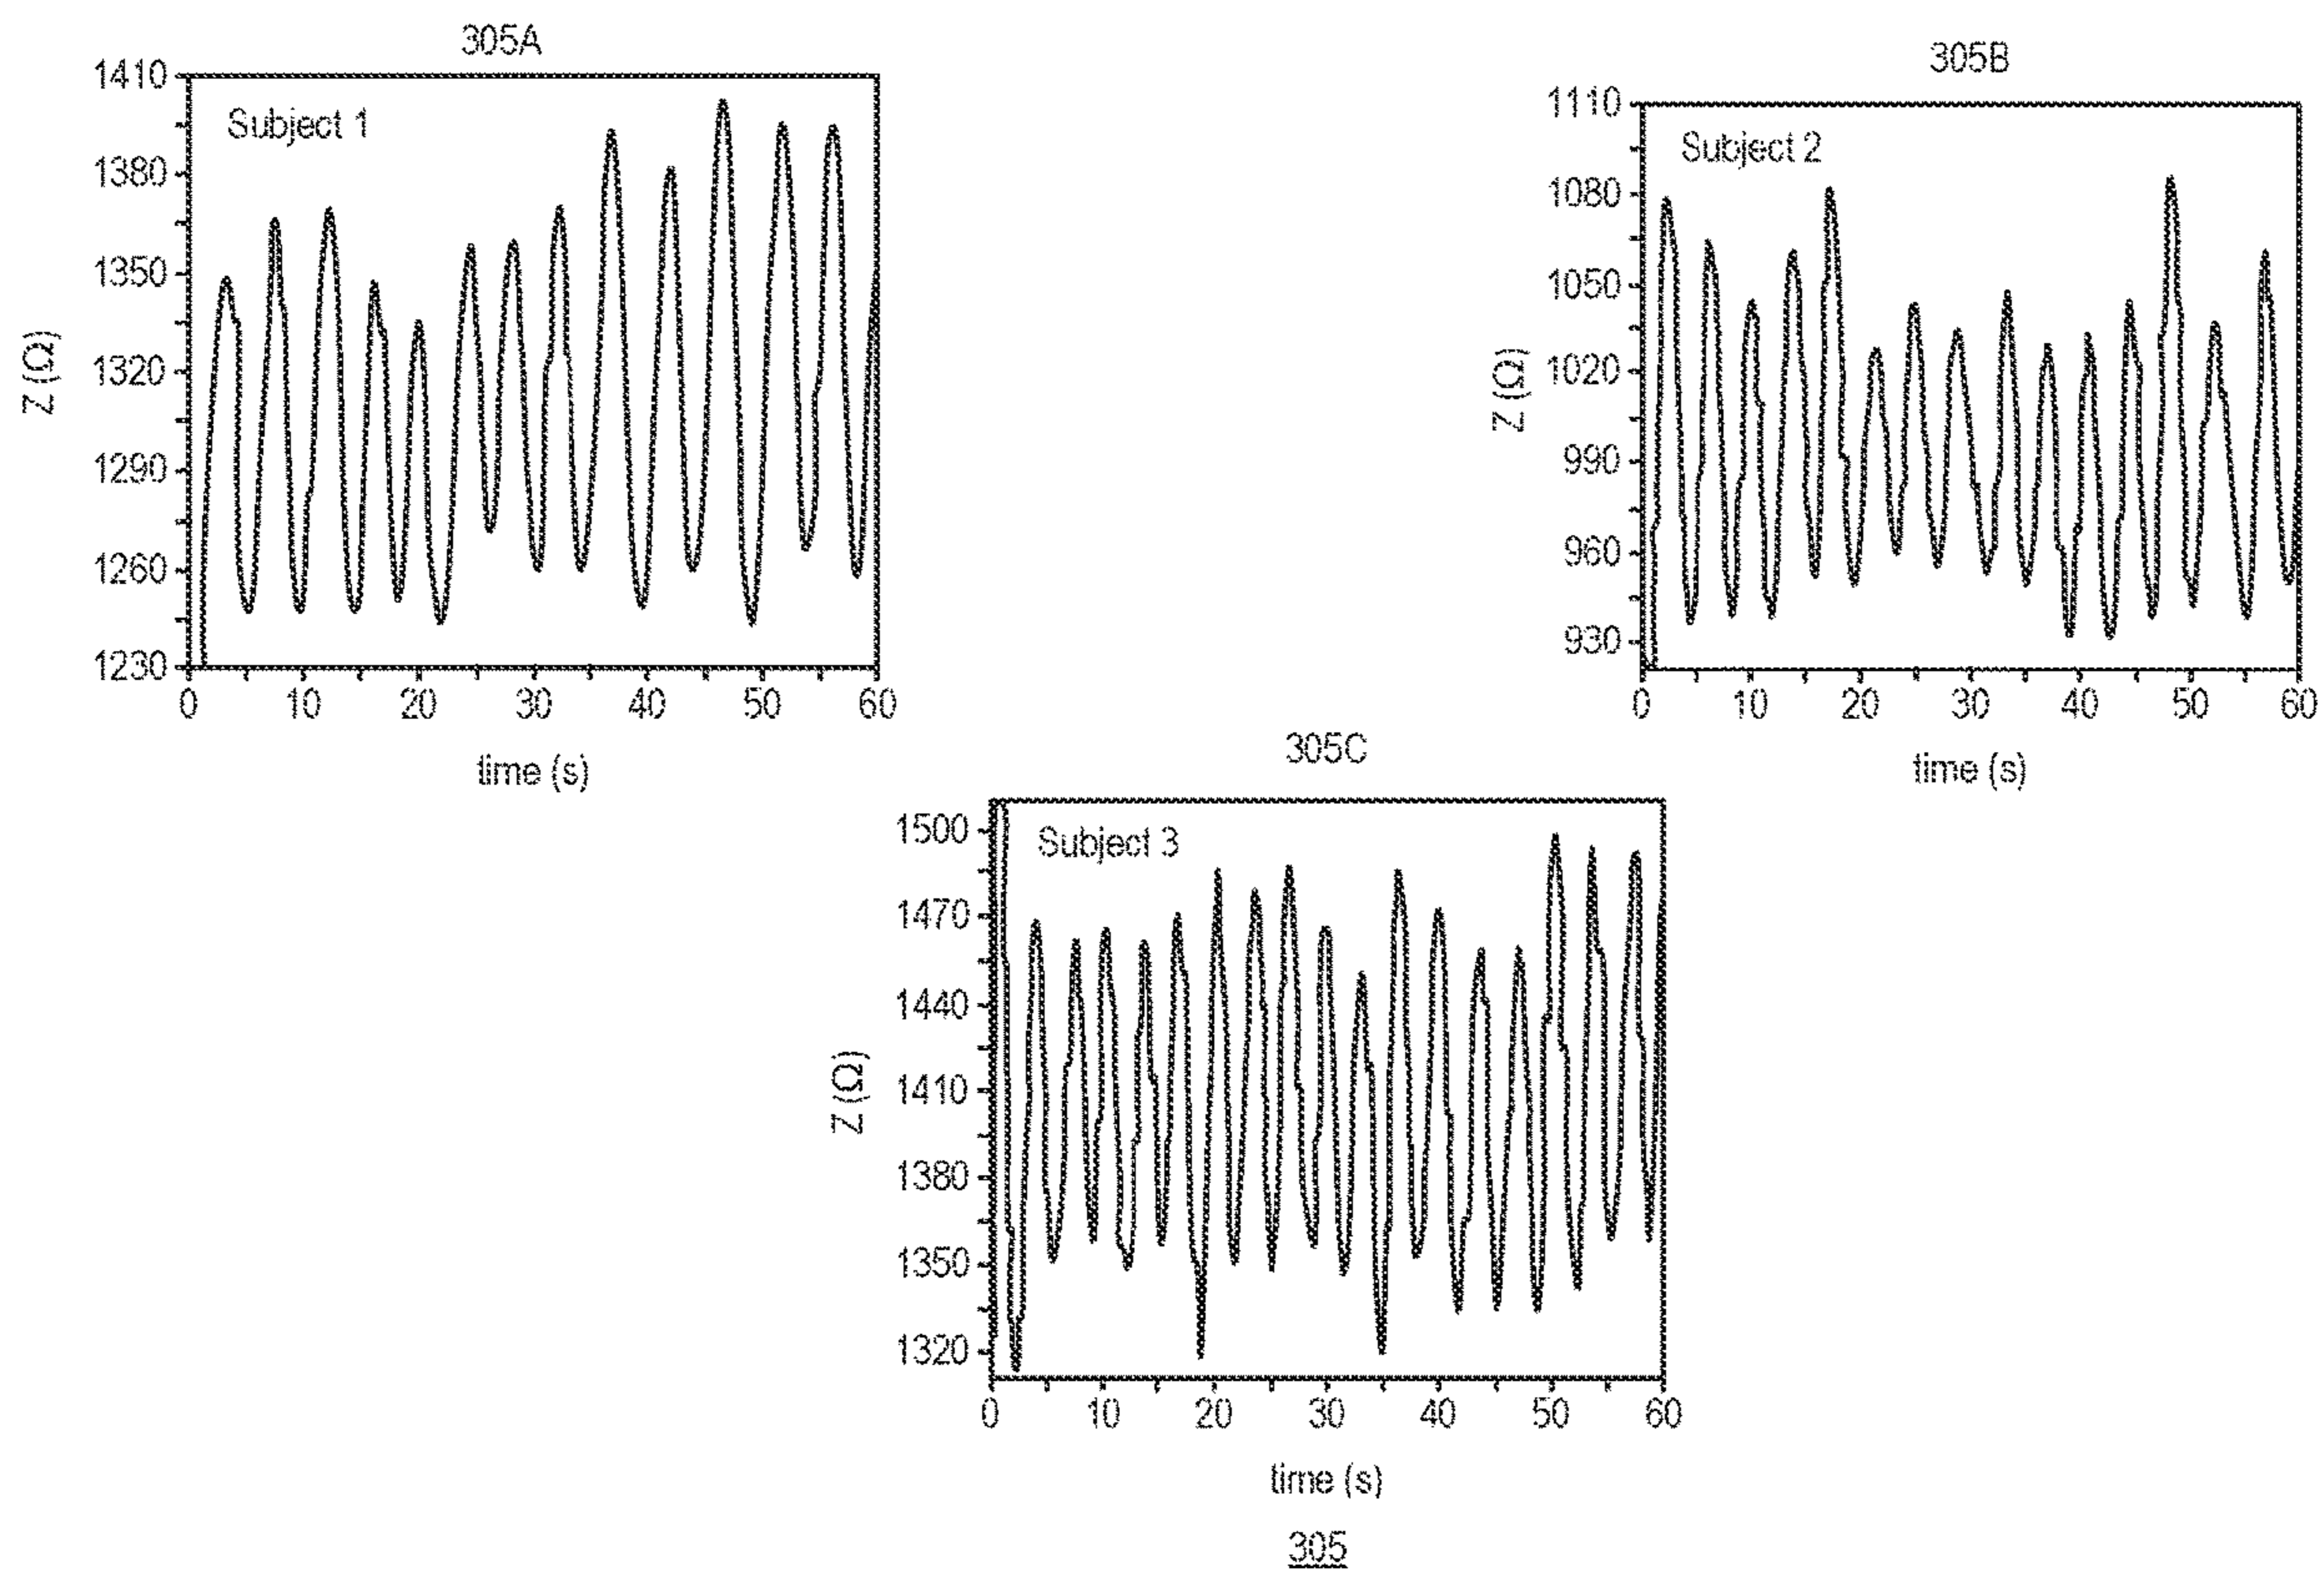 305A
1410
1380
1350
1320
1290
1260
1230
Z (Ω)
Subject 1
0 10 20 30 40 50 60
time (s)
305B
1110
1080
1050
1020
990
960
930
Z (Ω)
Subject 2
0 10 20 30 40 50 60
time (s)
305C
1500
1470
1440
1410
1380
1350
1320
Z (Ω)
Subject 3
0 10 20 30 40 50 60
time (s)
305